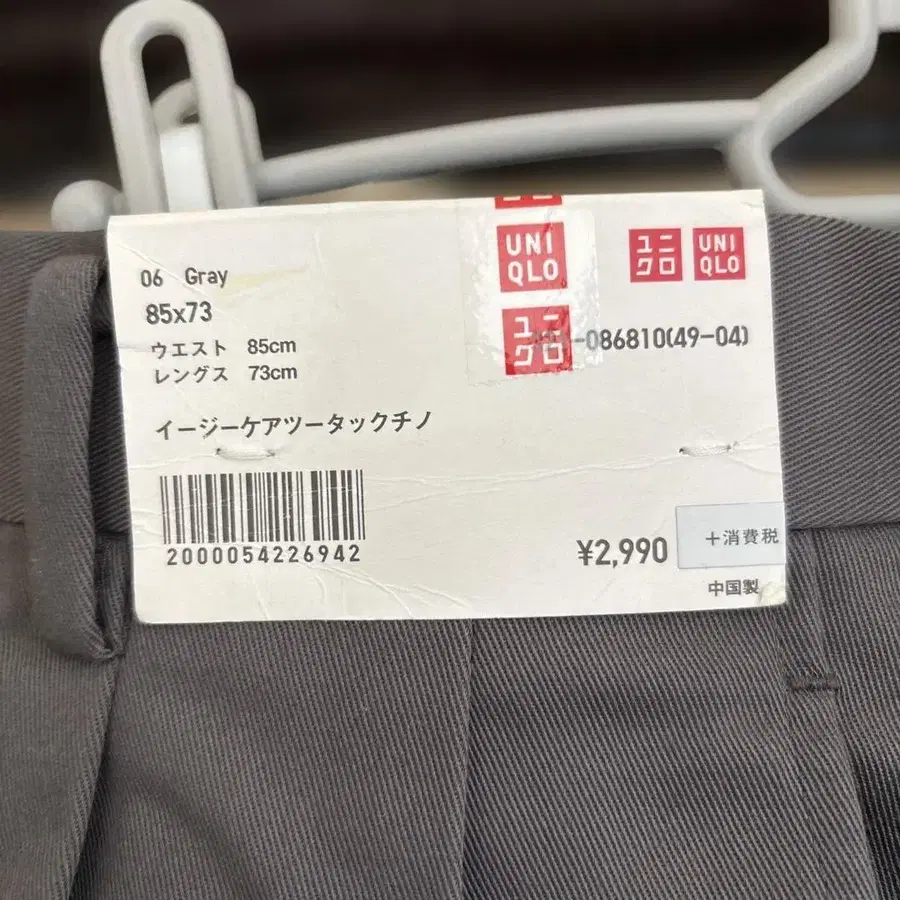 06 Gray
85x73
ウエスト 85cm
レングス 73cm
イージーケアツータックチノ
UNI
QLO
ユニ
クロ
ユニ
クロ
UNI
QLO
-086810(49-04)
2000054226942
¥2,990
+消費税
中国製